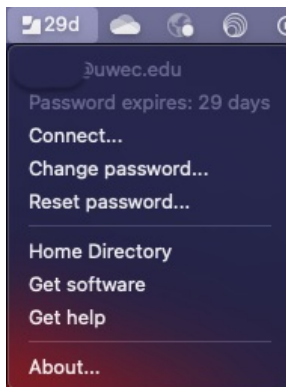 29d
@uwec.edu
Password expires: 29 days
Connect...
Change password...
Reset password...
Home Directory
Get software
Get help
About...